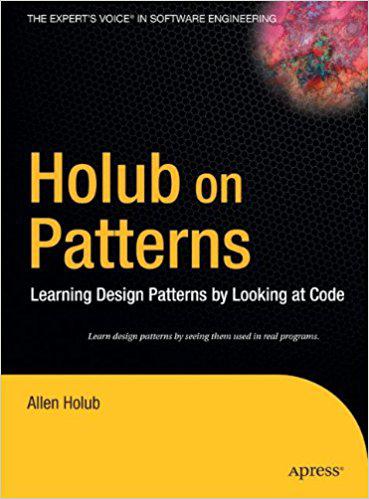 THE EXPERT'S VOICE® IN SOFTWARE ENGINEERING
Holub on
Patterns
Learning Design Patterns by Looking at Code
Learn design patterns by seeing them used in real programs.
Allen Holub
Apress®